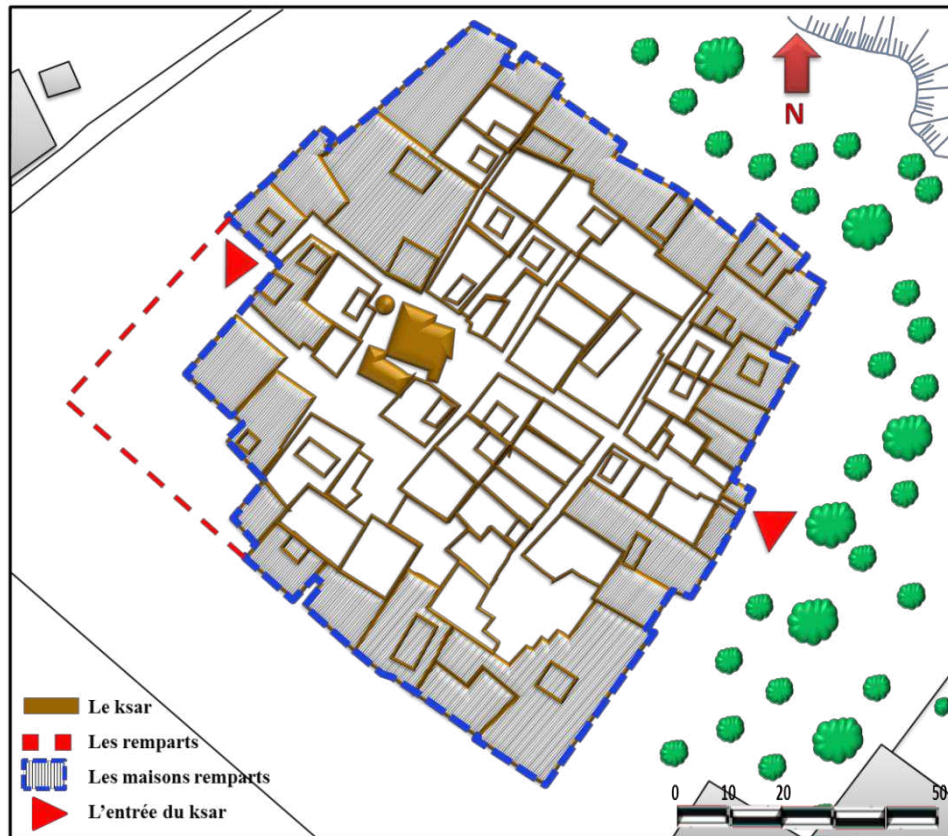 N
Le ksar
Les remparts
Les maisons remparts
L'entrée du ksar
0 10 20 50